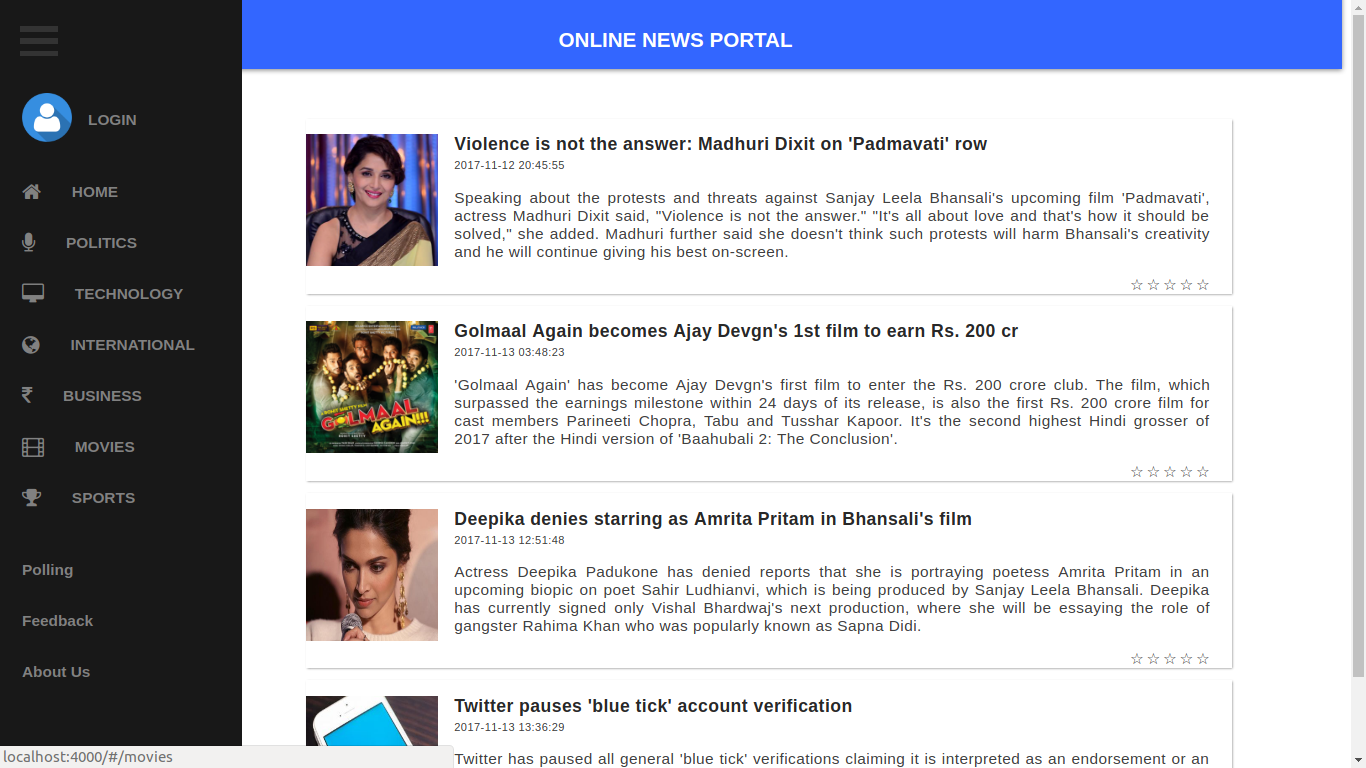 ONLINE NEWS PORTAL
LOGIN
HOME
POLITICS
TECHNOLOGY
INTERNATIONAL
₹ BUSINESS
MOVIES
SPORTS
Polling
Feedback
About Us
Violence is not the answer: Madhuri Dixit on 'Padmavati' row
2017-11-12 20:45:55
Speaking about the protests and threats against Sanjay Leela Bhansali's upcoming film 'Padmavati',
actress Madhuri Dixit said, "Violence is not the answer." "It's all about love and that's how it should be
solved," she added. Madhuri further said she doesn't think such protests will harm Bhansali's creativity
and he will continue giving his best on-screen.
☆☆☆☆☆
GOLMAAL
AGAIN!!!
Golmaal Again becomes Ajay Devgn's 1st film to earn Rs. 200 cr
2017-11-13 03:48:23
'Golmaal Again' has become Ajay Devgn's first film to enter the Rs. 200 crore club. The film, which
surpassed the earnings milestone within 24 days of its release, is also the first Rs. 200 crore film for
cast members Parineeti Chopra, Tabu and Tusshar Kapoor. It's the second highest Hindi grosser of
2017 after the Hindi version of 'Baahubali 2: The Conclusion'.
☆☆☆☆☆
Deepika denies starring as Amrita Pritam in Bhansali's film
2017-11-13 12:51:48
Actress Deepika Padukone has denied reports that she is portraying poetess Amrita Pritam in an
upcoming biopic on poet Sahir Ludhianvi, which is being produced by Sanjay Leela Bhansali. Deepika
has currently signed only Vishal Bhardwaj's next production, where she will be essaying the role of
gangster Rahima Khan who was popularly known as Sapna Didi.
☆☆☆☆☆
Twitter pauses 'blue tick' account verification
2017-11-13 13:36:29
Twitter has paused all general 'blue tick' verifications claiming it is interpreted as an endorsement or an
localhost:4000/#/movies